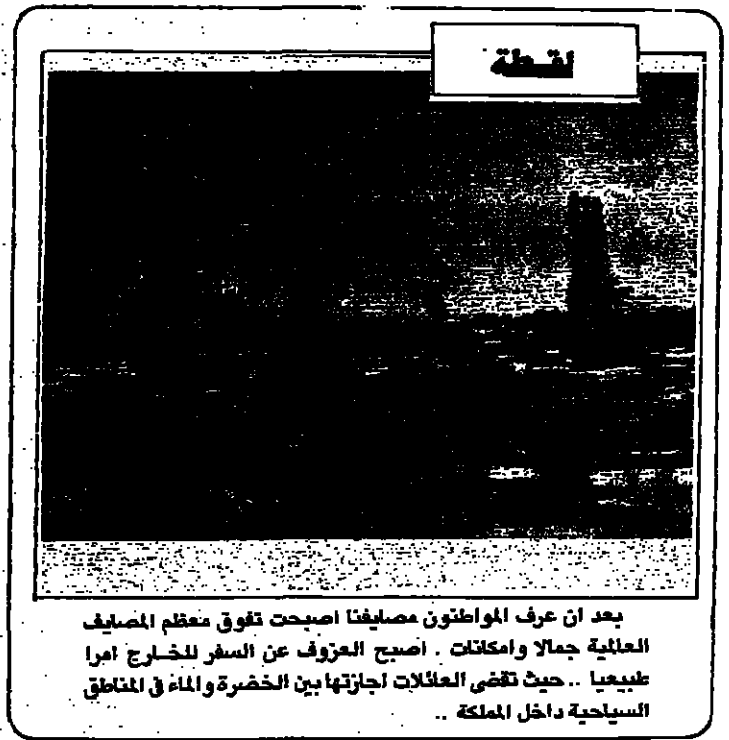 لقطة
بعد ان عرف المواطنون مصايفنا اصبحت تفوق معظم المصايف
العالمية جمالا وامكانات . اصبح العزوف عن السفر للخارج امرا
طبيعيا .. حيث تقضى العائلات اجازتها بين الخضرة والماء في المناطق
السياحية داخل المملكة ..